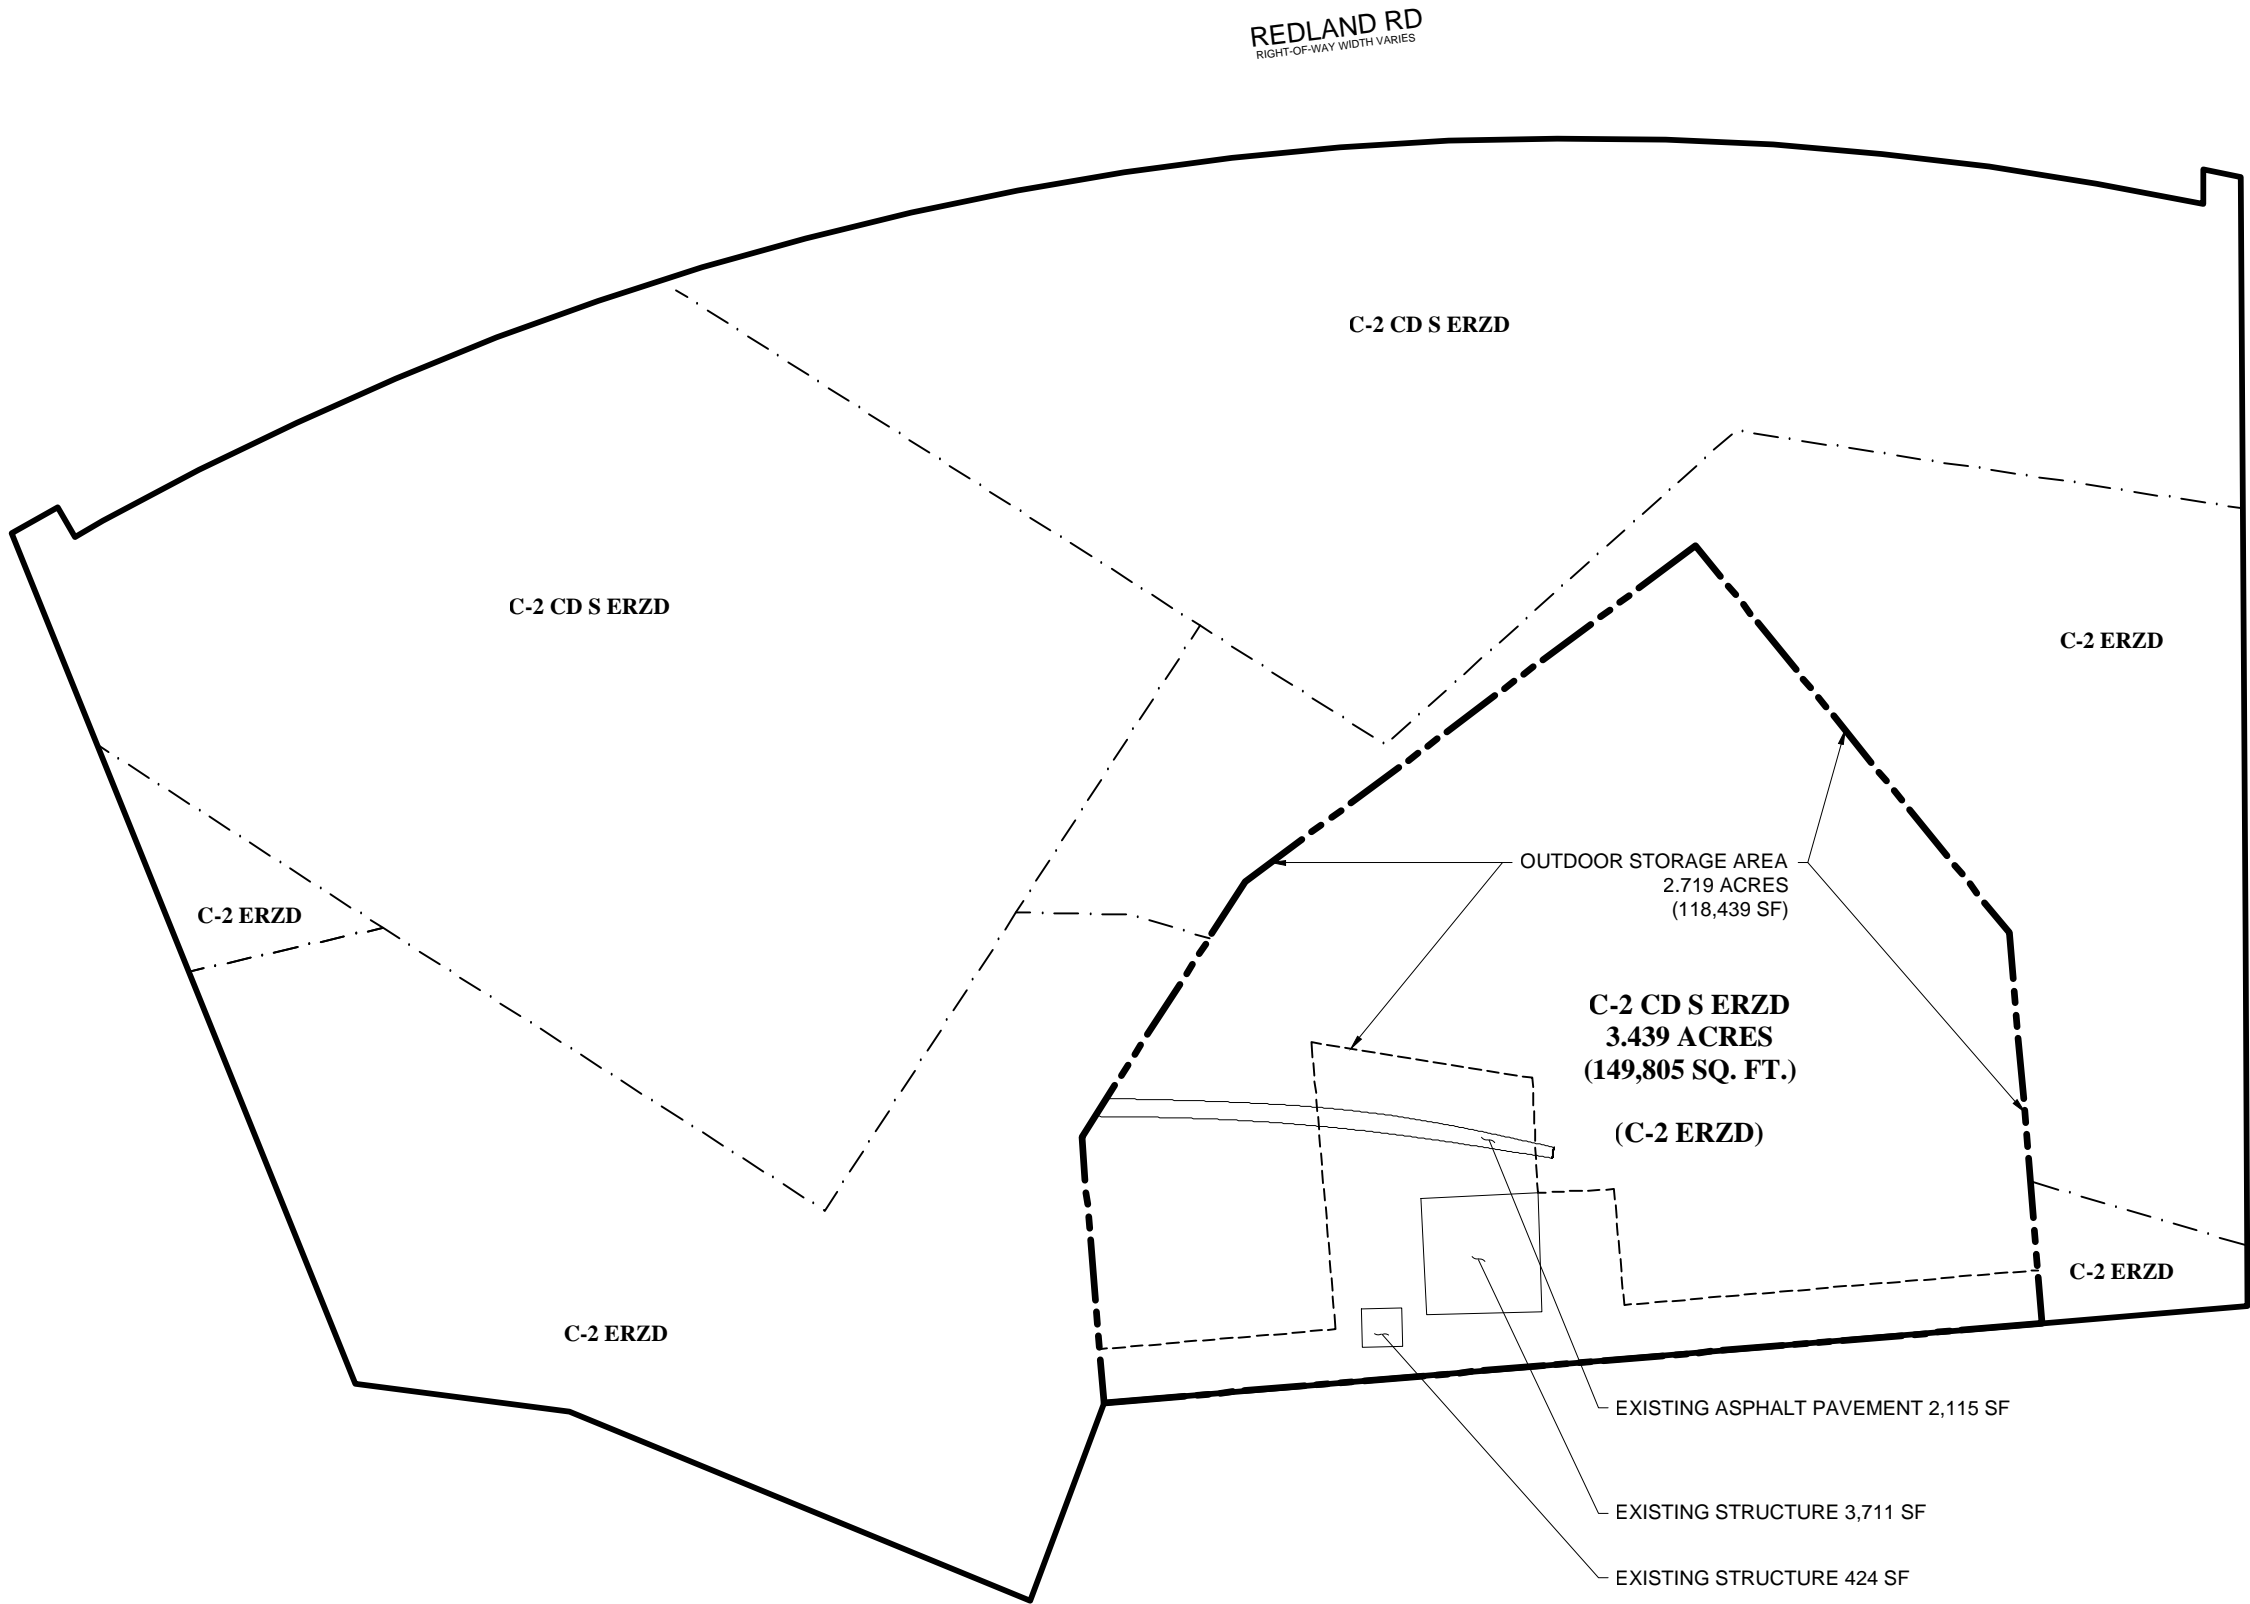 REDLAND RD
RIGHT-OF-WAY WIDTH VARIES
C-2 CD S ERZD
C-2 CD S ERZD
C-2 ERZD
OUTDOOR STORAGE AREA
2.719 ACRES
(118,439 SF)
C-2 ERZD
C-2 CD S ERZD
3.439 ACRES
(149,805 SQ. FT.)
(C-2 ERZD)
C-2 ERZD
C-2 ERZD
EXISTING ASPHALT PAVEMENT 2,115 SF
EXISTING STRUCTURE 3,711 SF
EXISTING STRUCTURE 424 SF